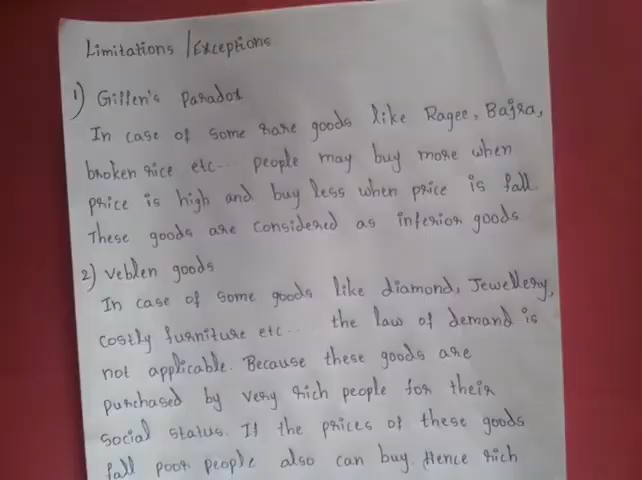 Limitations / Exceptions
1) Giffen's Paradox
In case of some rare goods like Ragee, Bajra,
broken rice etc... people may buy more when
price is high and buy less when price is fall.
These goods are considered as inferior goods
2) Veblen goods
In case of some goods like diamond, Jewellery,
costly furniture etc... the law of demand is
not applicable. Because these goods are
purchased by very rich people for their
social status. If the prices of these goods
fall poor people also can buy. Hence rich